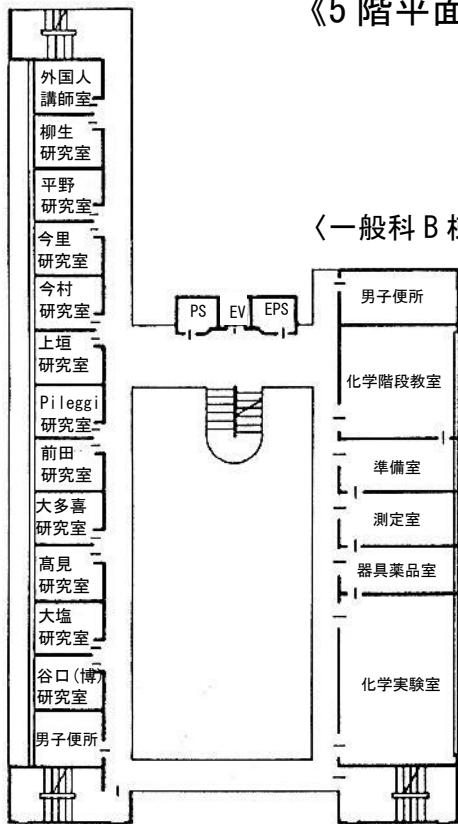 《5階平面
外国人
講師室
柳生
研究室
平野
研究室
〈一般科B
今里
研究室
今村
研究室
PS
EV
EPS
男子便所
上垣
研究室
化学階段教室
Pileggi
研究室
前田
研究室
準備室
大多喜
研究室
測定室
髙見
研究室
器具薬品室
大塩
研究室
谷口(博)
研究室
化学実験室
男子便所